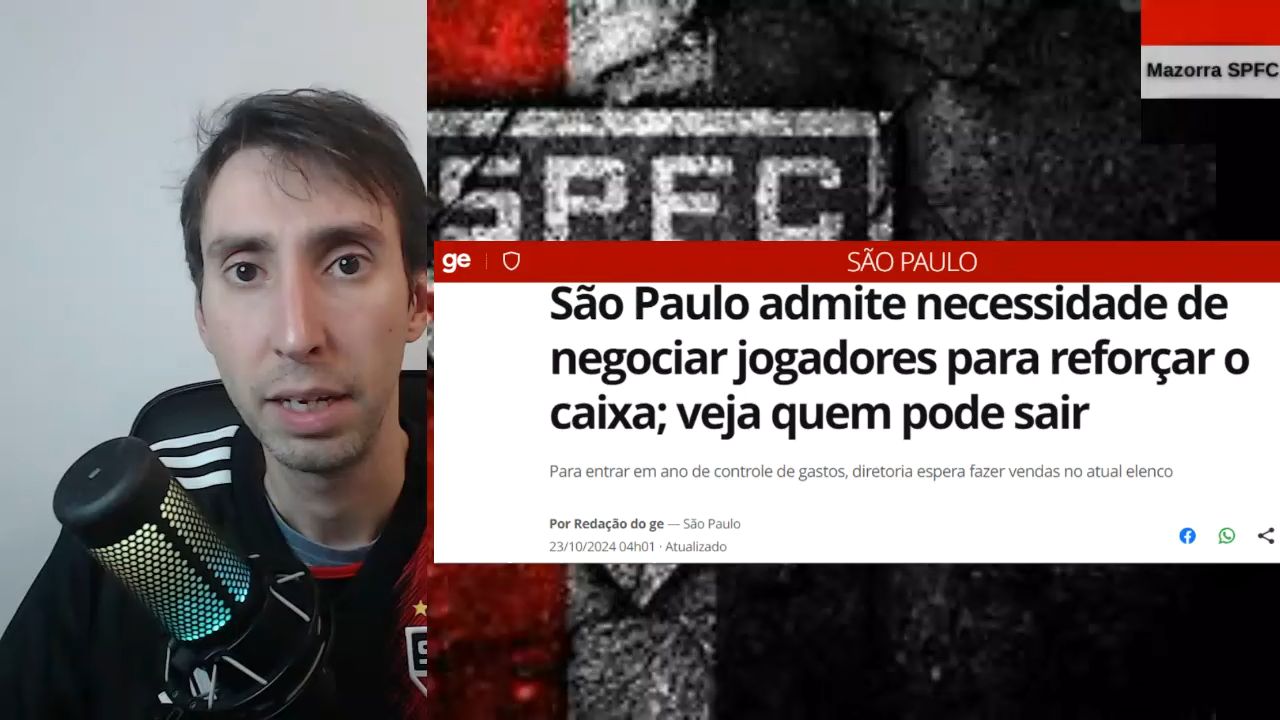 Mazorra SPFC
SPFC
ge
SÃO PAULO
São Paulo admite necessidade de
negociar jogadores para reforçar o
caixa; veja quem pode sair
Para entrar em ano de controle de gastos, diretoria espera fazer vendas no atual elenco
Por Redação do ge — São Paulo
23/10/2024 04h01 · Atualizado